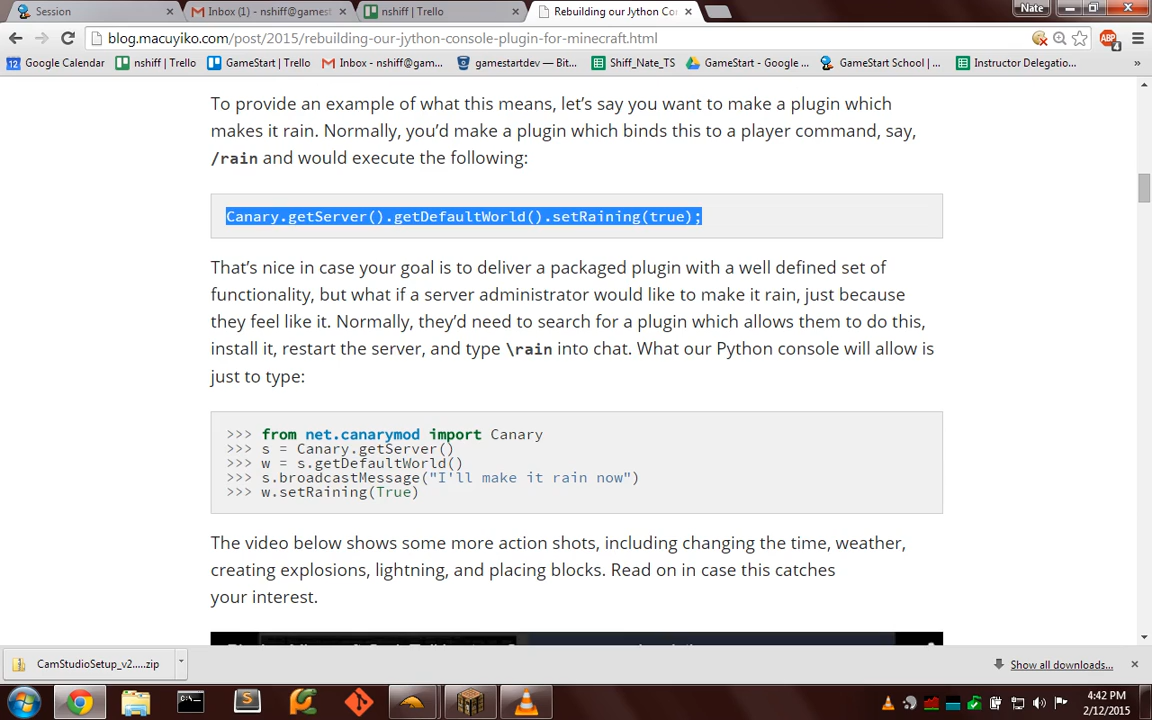 Session
Inbox (1) - nshiff@gamest
nshiff | Trello
Rebuilding our Jython Co
Nate
blog.macuyiko.com/post/2015/rebuilding-our-jython-console-plugin-for-minecraft.html
ABP
4
12 Google Calendar
nshiff | Trello
GameStart | Trello
Inbox - nshiff@gam...
gamestartdev — Bit...
Shiff_Nate_TS
GameStart - Google ...
GameStart School | ...
Instructor Delegatio...
»
To provide an example of what this means, let’s say you want to make a plugin which
makes it rain. Normally, you’d make a plugin which binds this to a player command, say,
/rain and would execute the following:
Canary.getServer().getDefaultWorld().setRaining(true);
That’s nice in case your goal is to deliver a packaged plugin with a well defined set of
functionality, but what if a server administrator would like to make it rain, just because
they feel like it. Normally, they’d need to search for a plugin which allows them to do this,
install it, restart the server, and type \rain into chat. What our Python console will allow is
just to type:
>>> from net.canarymod import Canary
>>> s = Canary.getServer()
>>> w = s.getDefaultWorld()
>>> s.broadcastMessage("I'll make it rain now")
>>> w.setRaining(True)
The video below shows some more action shots, including changing the time, weather,
creating explosions, lightning, and placing blocks. Read on in case this catches
your interest.
CamStudioSetup_v2....zip
Show all downloads...
4:42 PM
2/12/2015